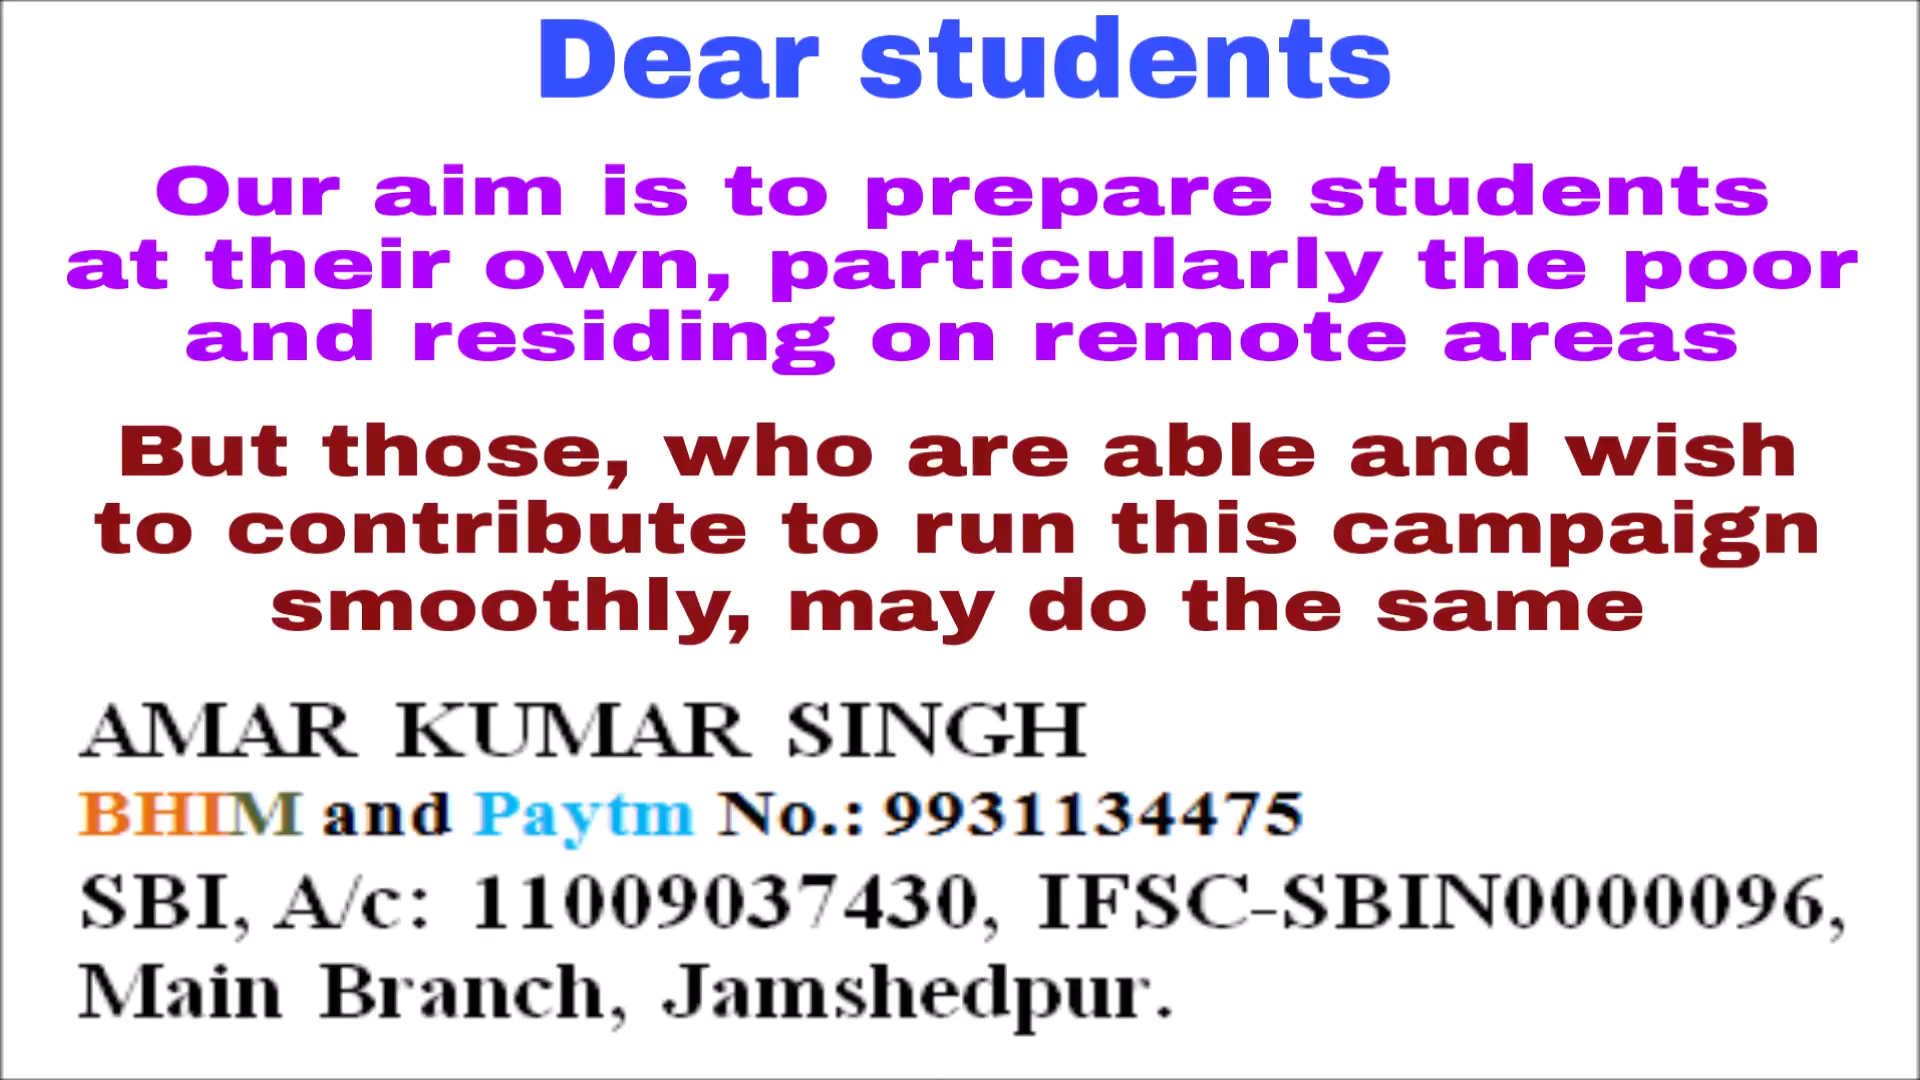 Dear students
Our aim is to prepare students
at their own, particularly the poor
and residing on remote areas
But those, who are able and wish
to contribute to run this campaign
smoothly, may do the same
AMAR KUMAR SINGH
BHIM and Paytm No.: 9931134475
SBI, A/c: 11009037430, IFSC-SBIN0000096,
Main Branch, Jamshedpur.